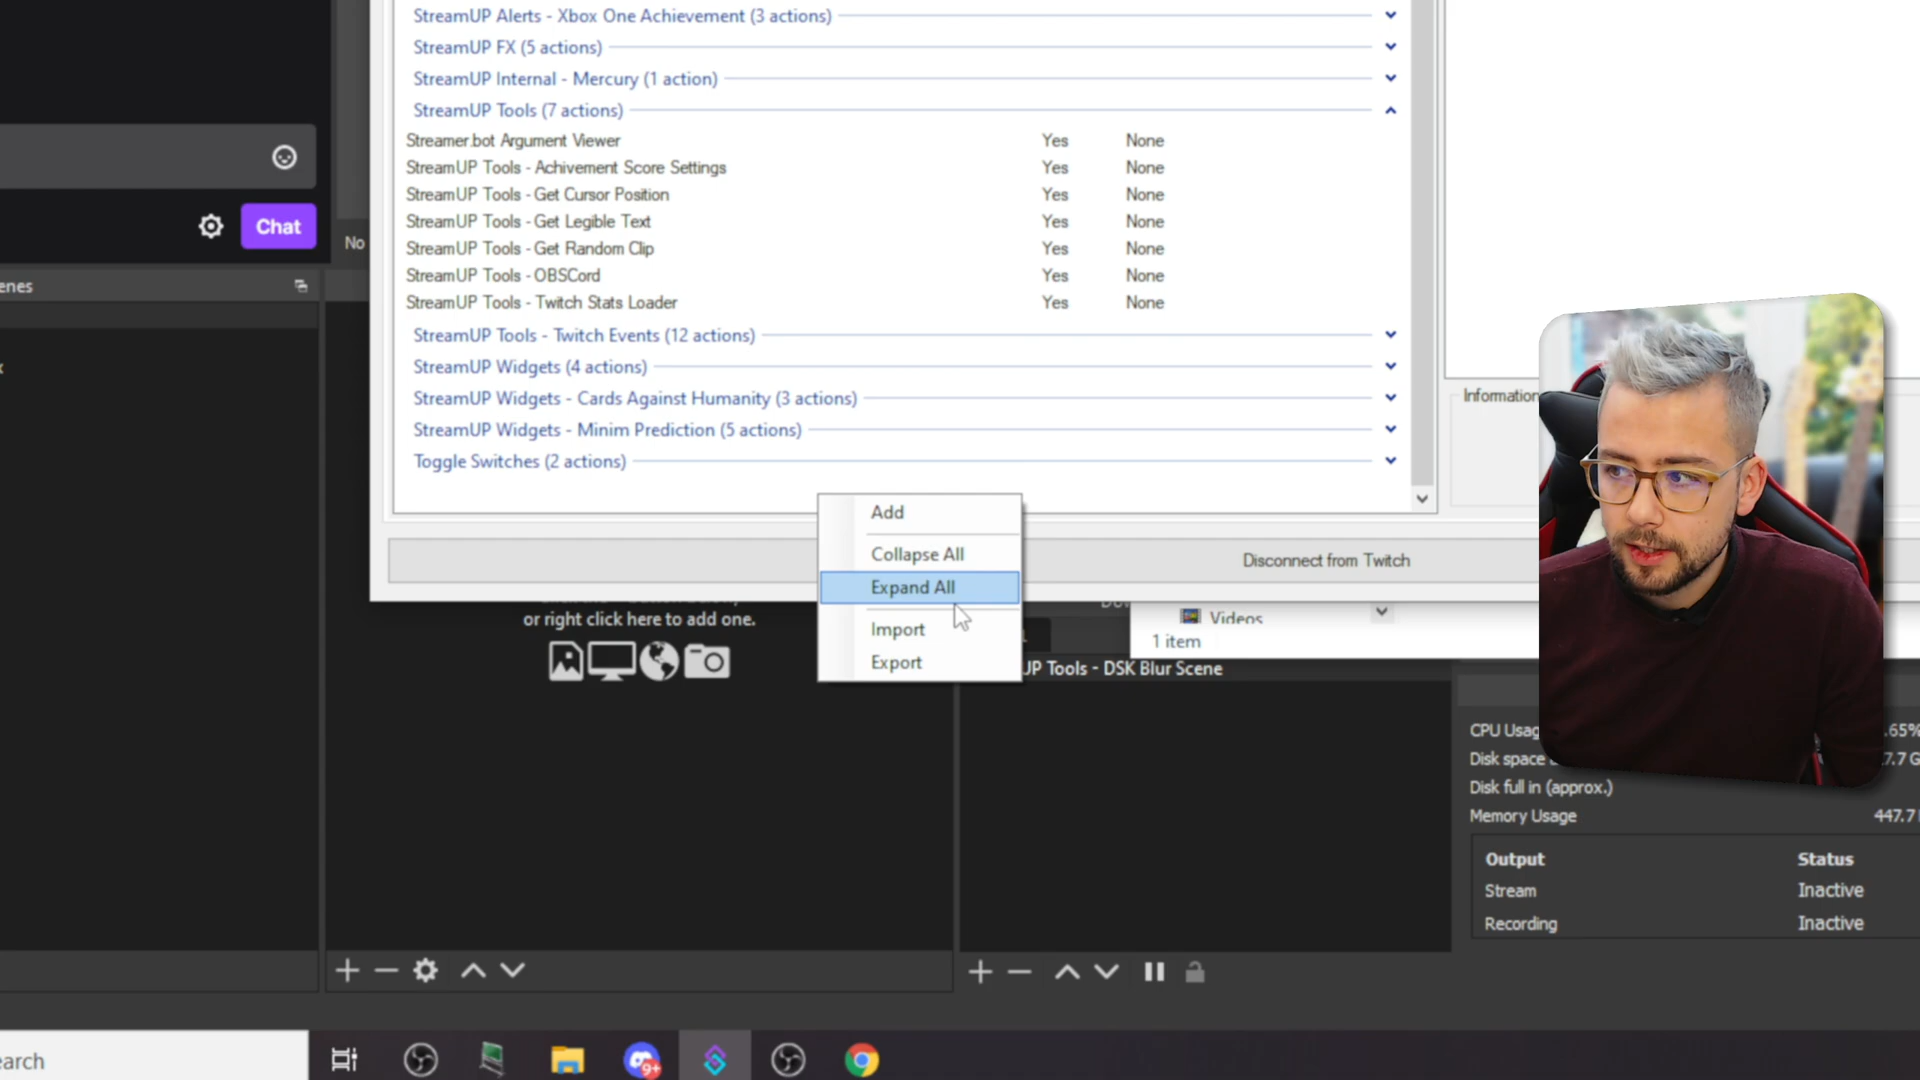 StreamUP Alerts - Xbox One Achievement (3 actions)
StreamUP FX (5 actions)
StreamUP Internal - Mercury (1 action)
StreamUP Tools (7 actions)
Streamer.bot Argument Viewer Yes None
StreamUP Tools - Achivement Score Settings Yes None
StreamUP Tools - Get Cursor Position Yes None
StreamUP Tools - Get Legible Text Yes None
StreamUP Tools - Get Random Clip Yes None
StreamUP Tools - OBSCord Yes None
StreamUP Tools - Twitch Stats Loader Yes None
StreamUP Tools - Twitch Events (12 actions)
StreamUP Widgets (4 actions)
StreamUP Widgets - Cards Against Humanity (3 actions)
StreamUP Widgets - Minim Prediction (5 actions)
Toggle Switches (2 actions)
Chat
No
enes
Information
Add
Collapse All
Expand All
Import
Export
Disconnect from Twitch
or right click here to add one.
Videos
1 item
UP Tools - DSK Blur Scene
CPU Usag .65%
Disk space 7.7 G
Disk full in (approx.)
Memory Usage 447.7
Output Status
Stream Inactive
Recording Inactive
earch
9+